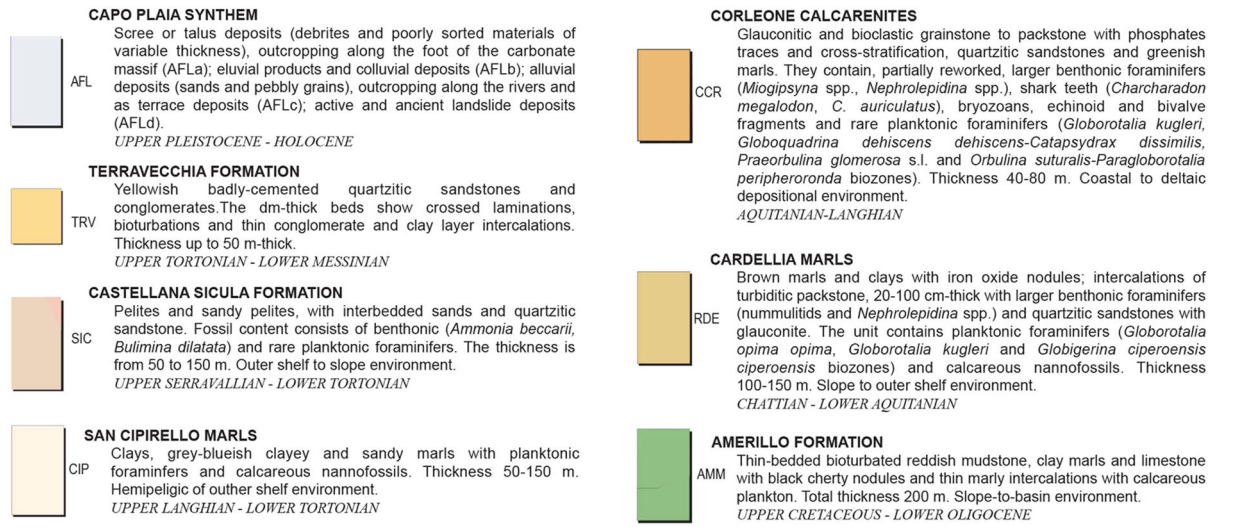 CAPO PLAIA SYNTHEM
Scree or talus deposits (debrites and poorly sorted materials of
variable thickness), outcropping along the foot of the carbonate
massif (AFLa); eluvial products and colluvial deposits (AFLb); alluvial
deposits (sands and pebbly grains), outcropping along the rivers and
as terrace deposits (AFLc); active and ancient landslide deposits
(AFLd).
AFL
UPPER PLEISTOCENE - HOLOCENE
TERRAVECCHIA FORMATION
Yellowish badly-cemented quartzitic sandstones and
conglomerates.The dm-thick beds show crossed laminations,
bioturbations and thin conglomerate and clay layer intercalations.
Thickness up to 50 m-thick.
TRV
UPPER TORTONIAN - LOWER MESSINIAN
CASTELLANA SICULA FORMATION
Pelites and sandy pelites, with interbedded sands and quartzitic
sandstone. Fossil content consists of benthonic (Ammonia beccarii,
Bulimina dilatata) and rare planktonic foraminifers. The thickness is
from 50 to 150 m. Outer shelf to slope environment.
SIC
UPPER SERRAVALLIAN - LOWER TORTONIAN
SAN CIPIRELLO MARLS
Clays, grey-blueish clayey and sandy marls with planktonic
foraminfers and calcareous nannofossils. Thickness 50-150 m.
Hemipeligic of outher shelf environment.
CIP
UPPER LANGHIAN - LOWER TORTONIAN
CORLEONE CALCARENITES
Glauconitic and bioclastic grainstone to packstone with phosphates
traces and cross-stratification, quartzitic sandstones and greenish
marls. They contain, partially reworked, larger benthonic foraminifers
(Miogipsyna spp., Nephrolepidina spp.), shark teeth (Charcharadon
megalodon, C. auriculatus), bryozoans, echinoid and bivalve
fragments and rare planktonic foraminifers (Globorotalia kugleri,
Globoquadrina dehiscens dehiscens-Catapsydrax dissimilis,
Praeorbulina glomerosa s.l. and Orbulina suturalis-Paragloborotalia
peripheroronda biozones). Thickness 40-80 m. Coastal to deltaic
depositional environment.
CCR
AQUITANIAN-LANGHIAN
CARDELLIA MARLS
Brown marls and clays with iron oxide nodules; intercalations of
turbiditic packstone, 20-100 cm-thick with larger benthonic foraminifers
(nummulitids and Nephrolepidina spp.) and quartzitic sandstones with
glauconite. The unit contains planktonic foraminifers (Globorotalia
opima opima, Globorotalia kugleri and Globigerina ciperoensis
ciperoensis biozones) and calcareous nannofossils. Thickness
100-150 m. Slope to outer shelf environment.
RDE
CHATTIAN - LOWER AQUITANIAN
AMERILLO FORMATION
Thin-bedded bioturbated reddish mudstone, clay marls and limestone
with black cherty nodules and thin marly intercalations with calcareous
plankton. Total thickness 200 m. Slope-to-basin environment.
AMM
UPPER CRETACEOUS - LOWER OLIGOCENE